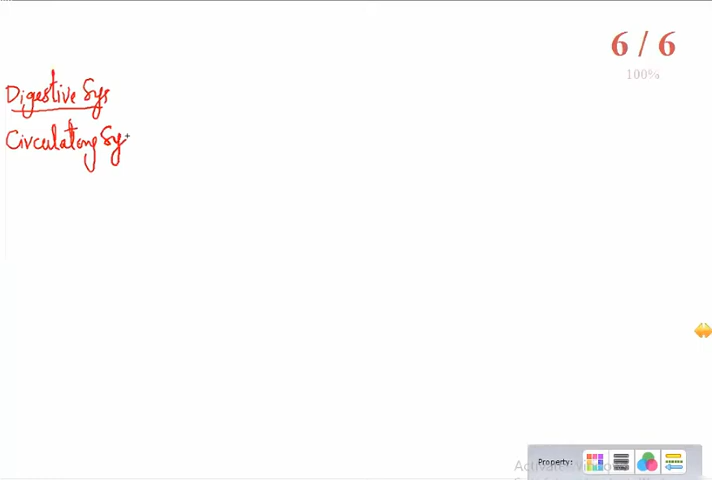 6 / 6
100%
Digestive Sys
Circulatory Sy
Property: